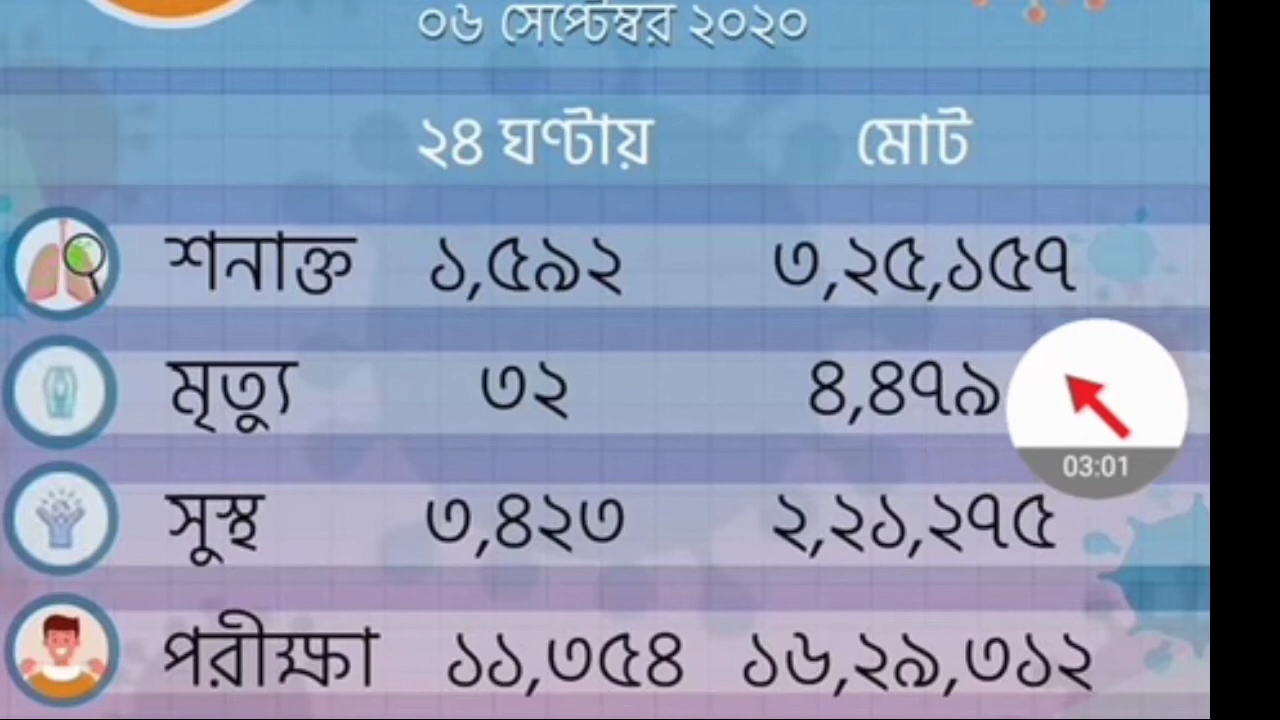 ০৬ সেপ্টেম্বর ২০২০
২৪ ঘণ্টায় মোট
শনাক্ত ১,৫৯২ ৩,২৫,১৫৭
মৃত্যু ৩২ ৪,৪৭৯
03:01
সুস্থ ৩,৪২৩ ২,২১,২৭৫
পরীক্ষা ১১,৩৫৪ ১৬,২৯,৩১২